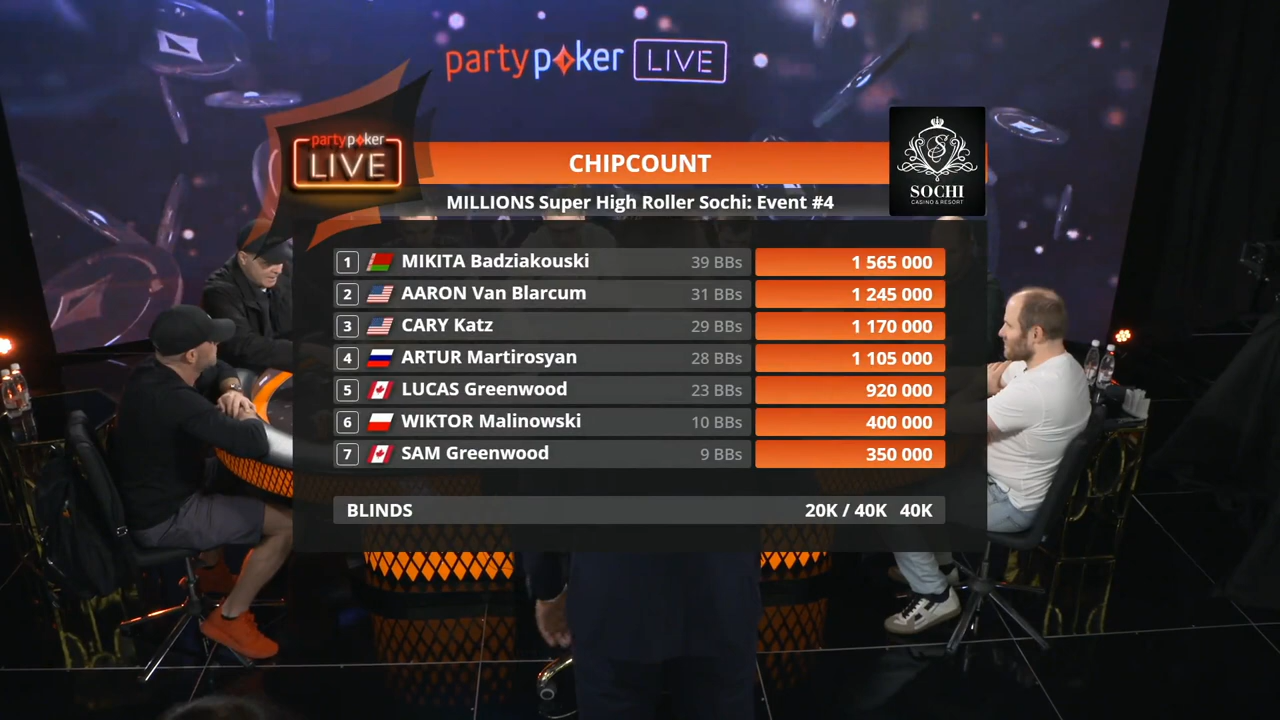 partypoker LIVE
partypoker
LIVE
CHIPCOUNT
MILLIONS Super High Roller Sochi: Event #4
S
SOCHI
CASINO & RESORT
1 MIKITA Badziakouski 39 BBs 1 565 000
2 AARON Van Blarcum 31 BBs 1 245 000
3 CARY Katz 29 BBs 1 170 000
4 ARTUR Martirosyan 28 BBs 1 105 000
5 LUCAS Greenwood 23 BBs 920 000
6 WIKTOR Malinowski 10 BBs 400 000
7 SAM Greenwood 9 BBs 350 000
BLINDS 20K / 40K 40K